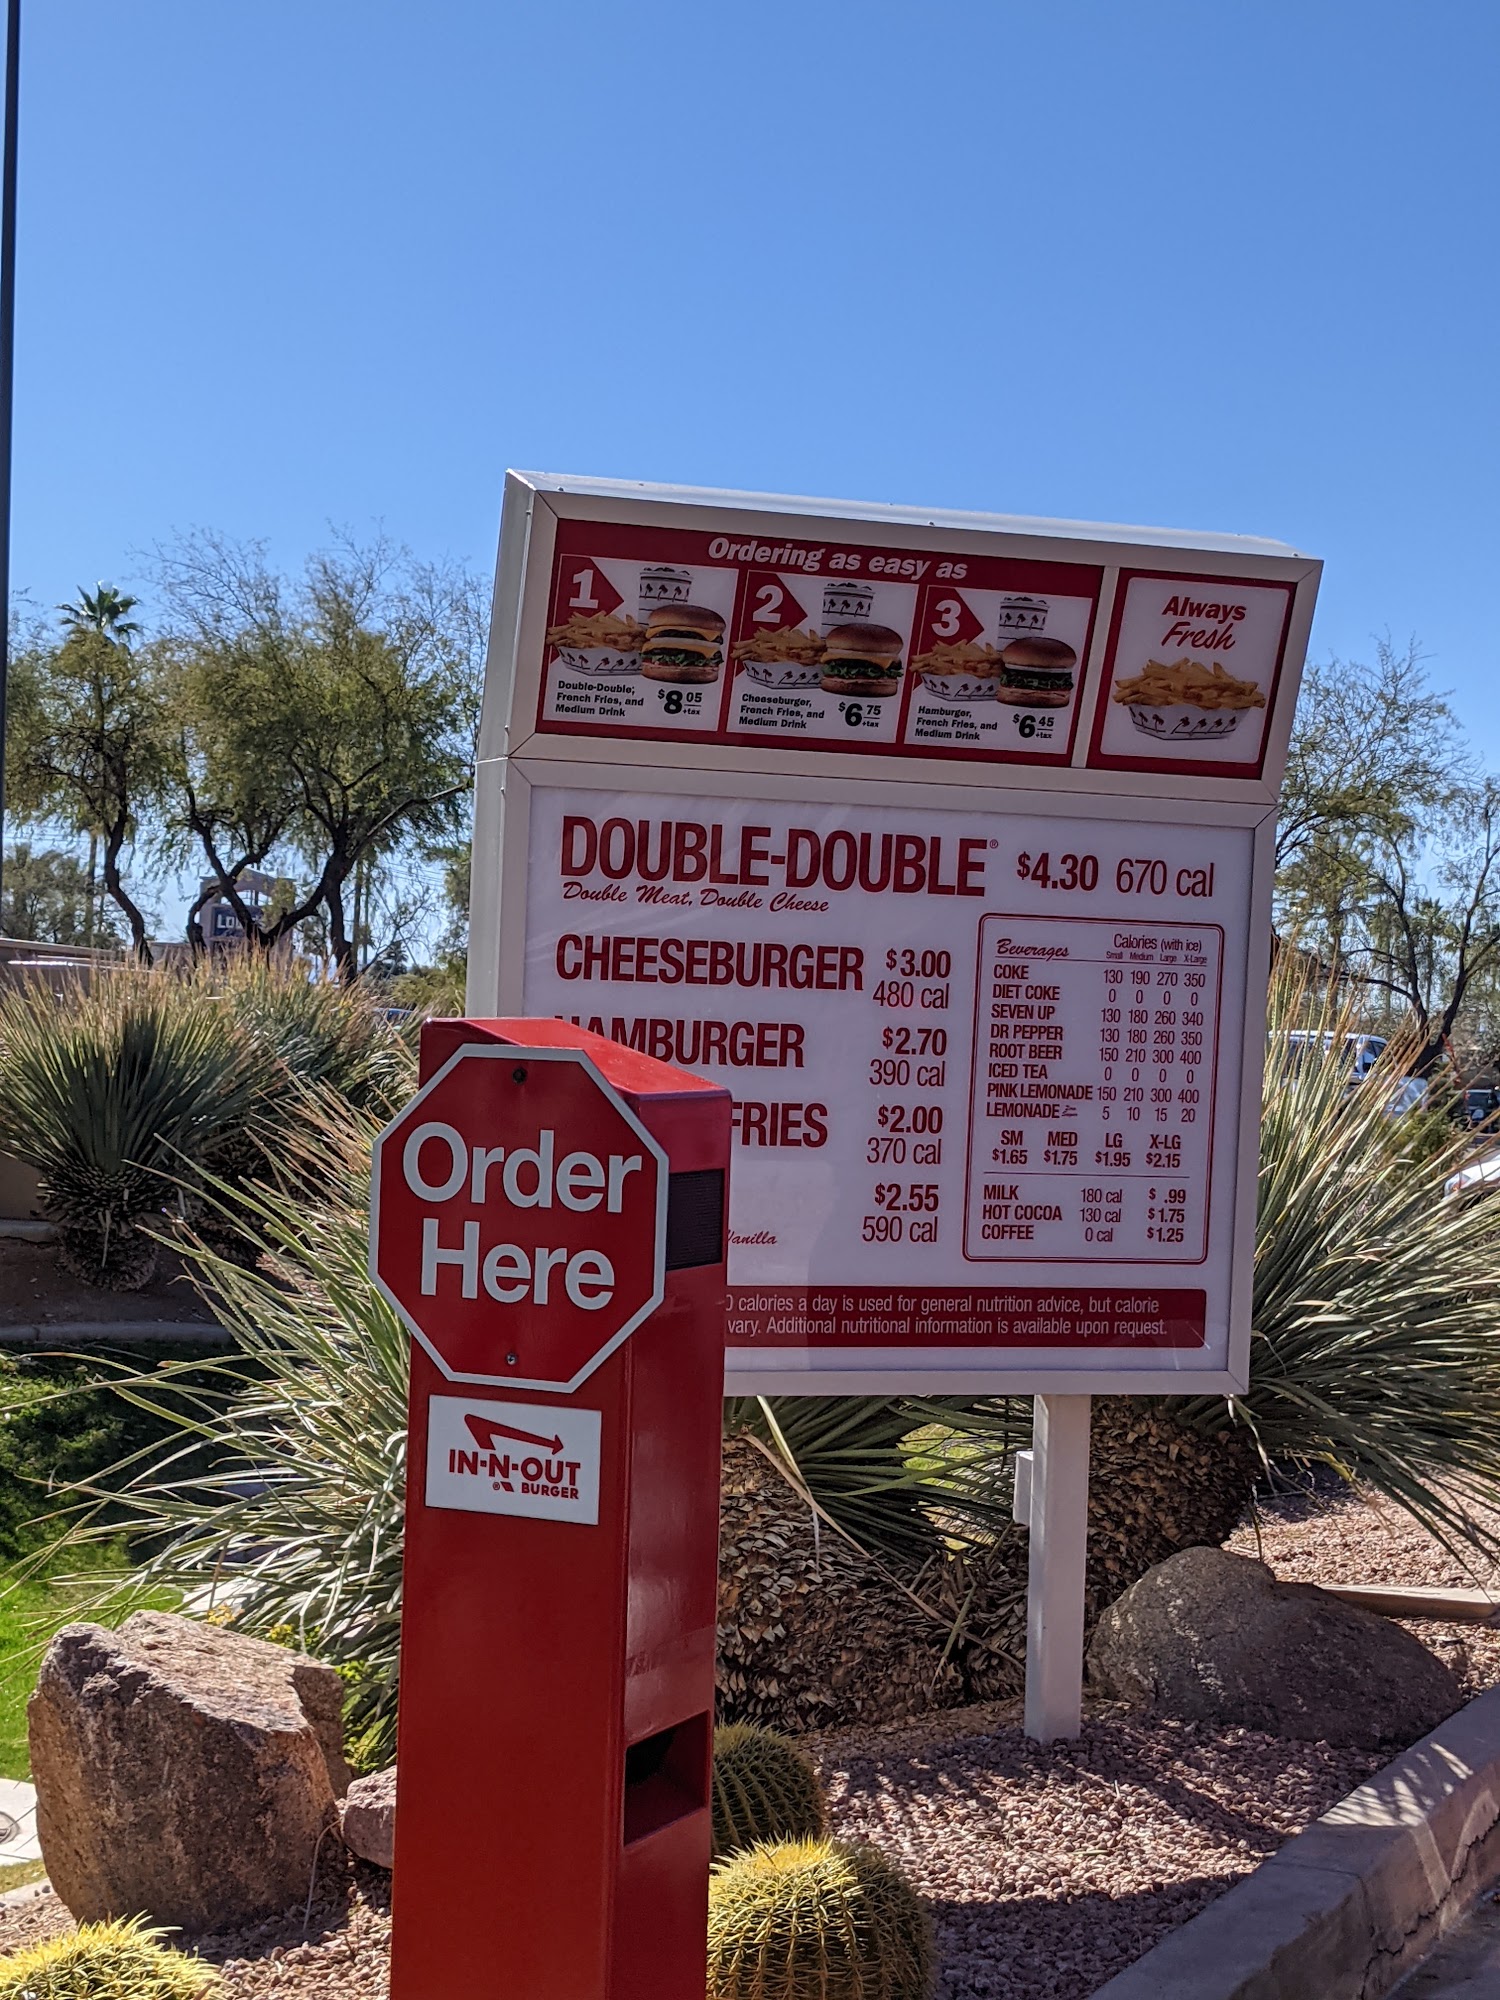 Ordering as easy as
1
Double-Double,
French Fries, and
Medium Drink
$8.05
+tax
2
Cheeseburger,
French Fries, and
Medium Drink
$6.75
+tax
3
Hamburger,
French Fries, and
Medium Drink
$6.45
+tax
Always
Fresh
DOUBLE-DOUBLE® $4.30 670 cal
Double Meat, Double Cheese
CHEESEBURGER $3.00
480 cal
HAMBURGER $2.70
390 cal
FRIES $2.00
370 cal
$2.55
Vanilla 590 cal
Beverages Calories (with ice)
Small Medium Large X-Large
COKE 130 190 270 350
DIET COKE 0 0 0 0
SEVEN UP 130 180 260 340
DR PEPPER 130 180 260 350
ROOT BEER 150 210 300 400
ICED TEA 0 0 0 0
PINK LEMONADE 150 210 300 400
LEMONADE 5 10 15 20
SM MED LG X-LG
$1.65 $1.75 $1.95 $2.15
MILK 180 cal $ .99
HOT COCOA 130 cal $1.75
COFFEE 0 cal $1.25
0 calories a day is used for general nutrition advice, but calorie
vary. Additional nutritional information is available upon request.
Order
Here
IN-N-OUT
® BURGER